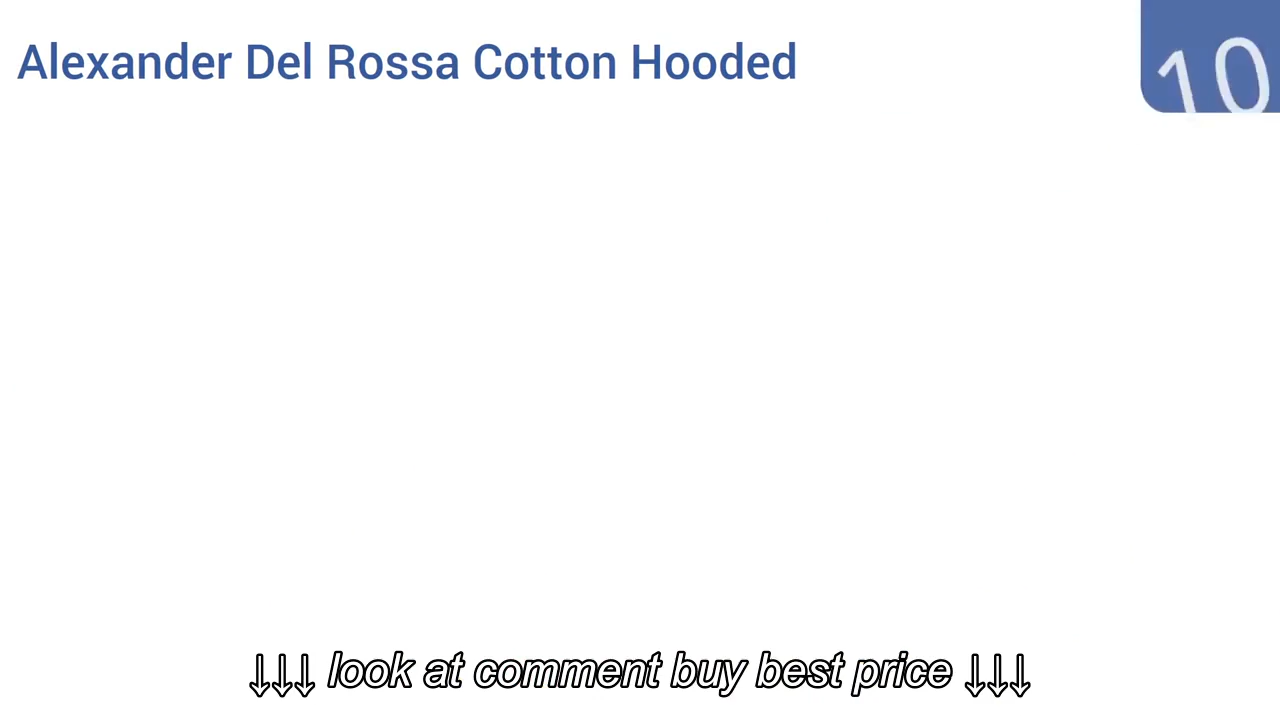 Alexander Del Rossa Cotton Hooded
10
↓↓↓ look at comment buy best price ↓↓↓